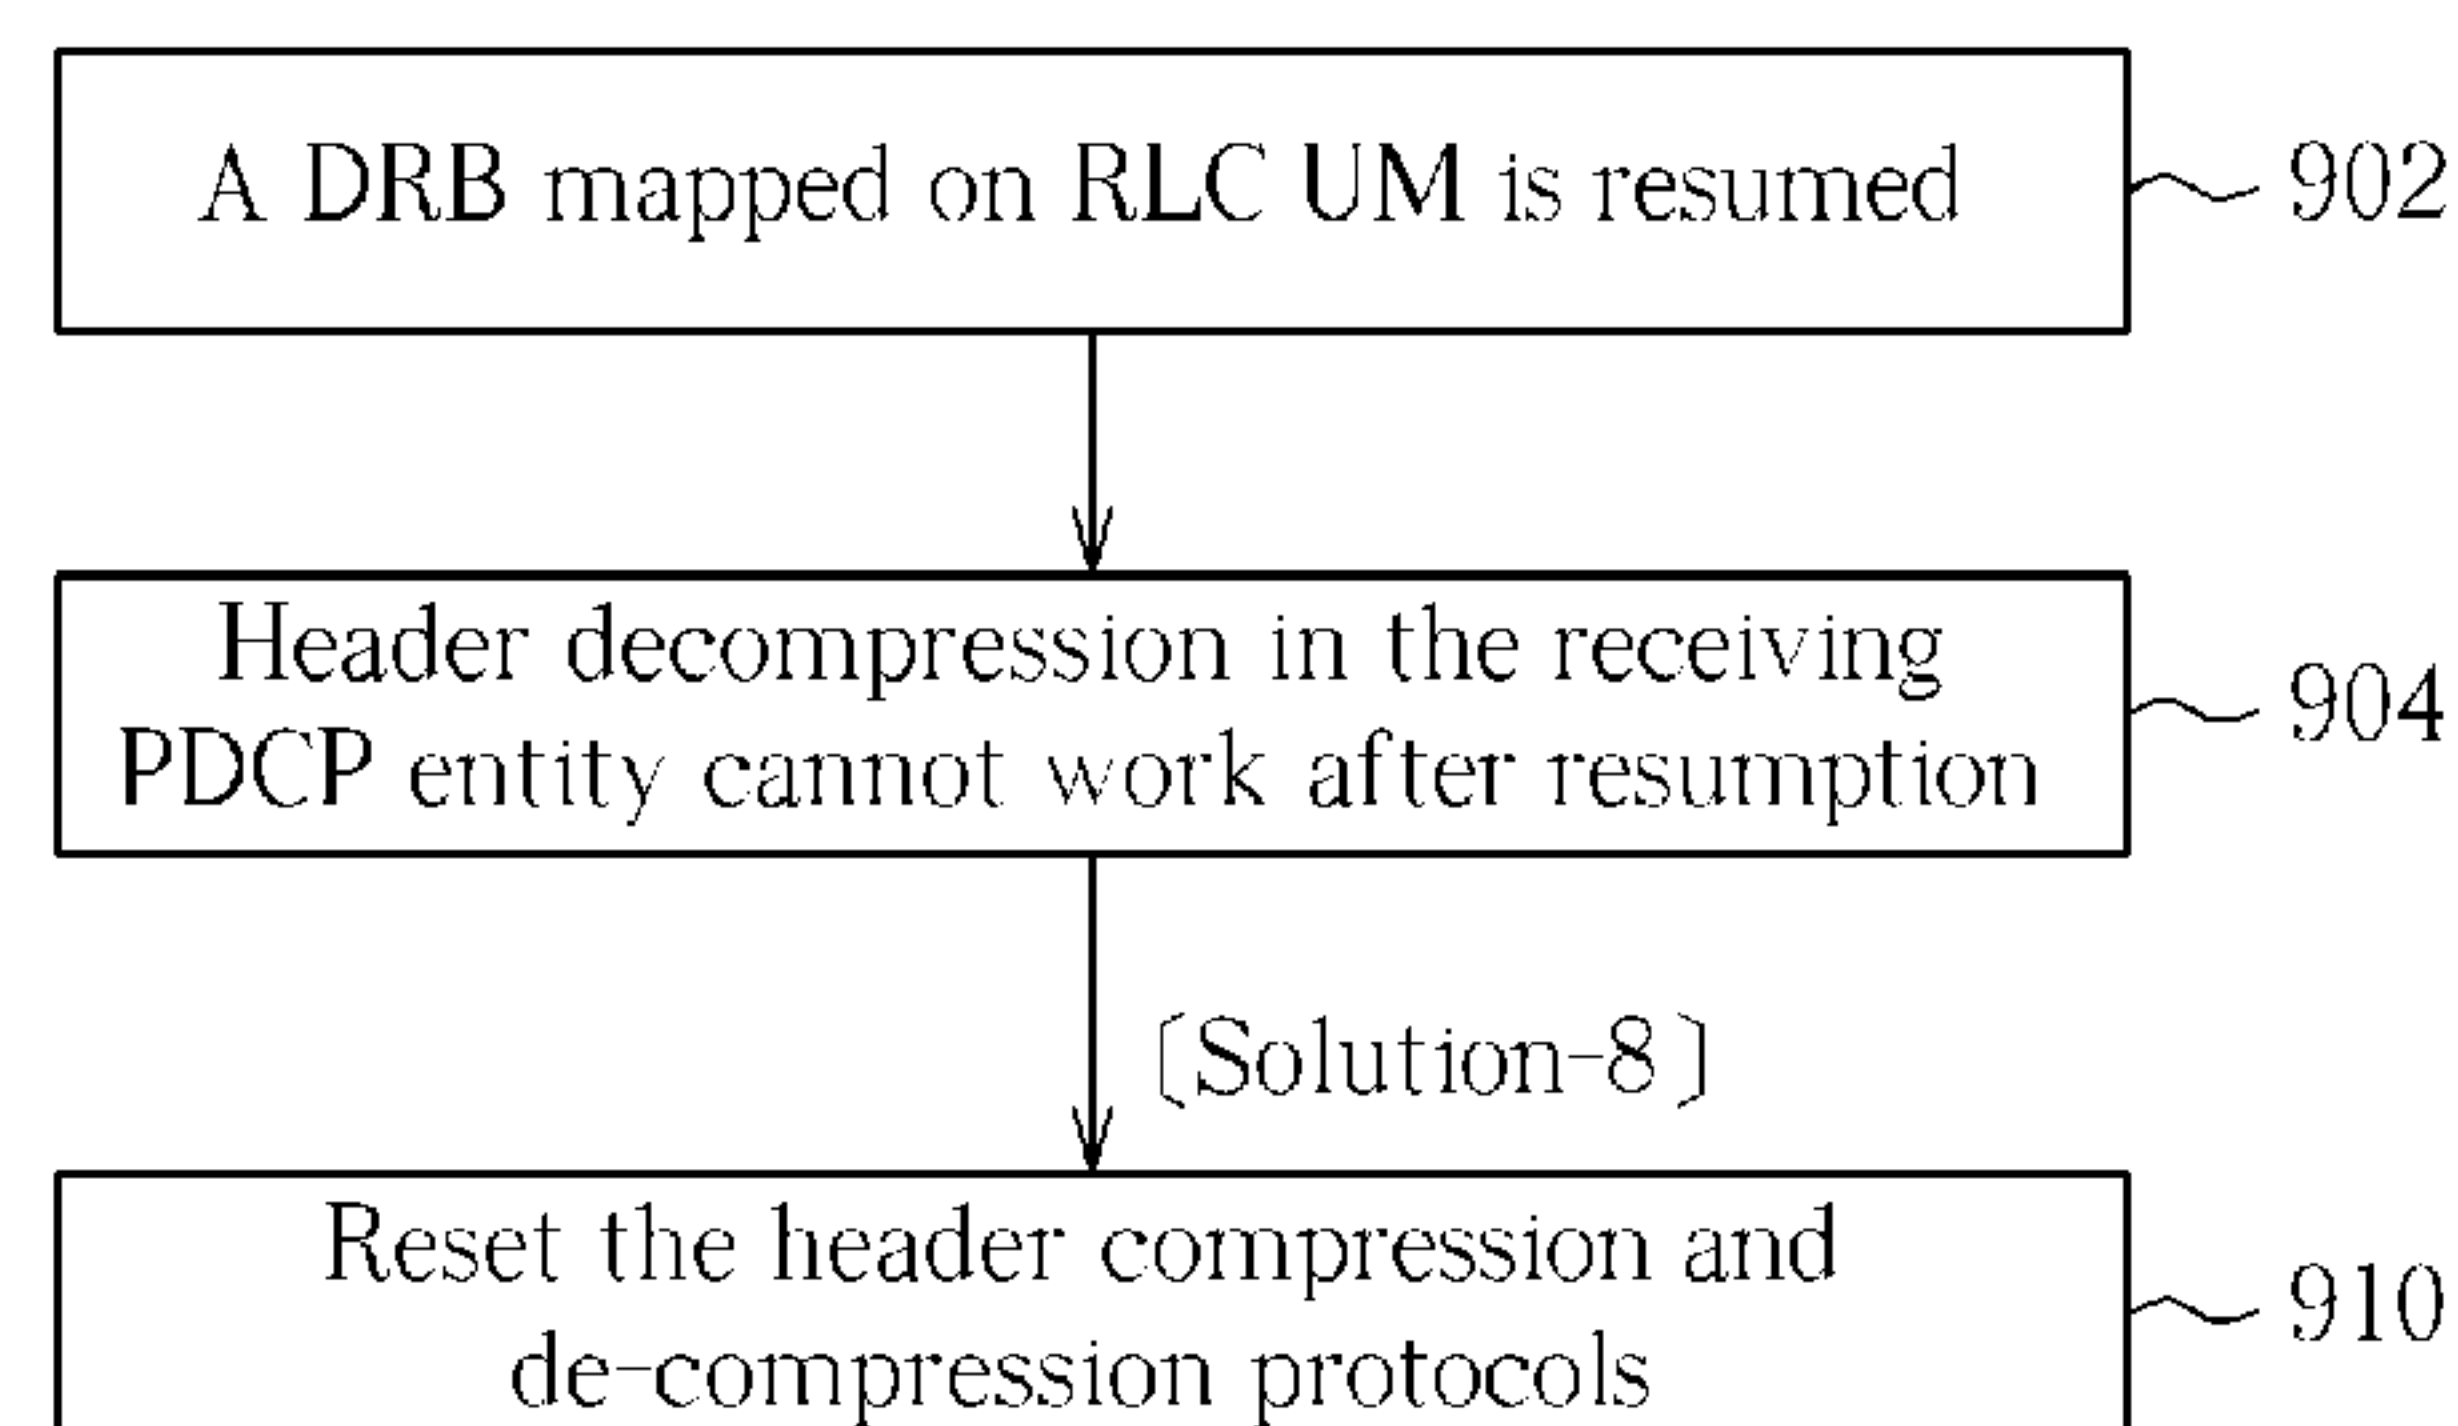 A DRB mapped on RLC UM is resumed
902
Header decompression in the receiving
PDCP entity cannot work after resumption
904
〔Solution-8〕
Reset the header compression and
de-compression protocols
910